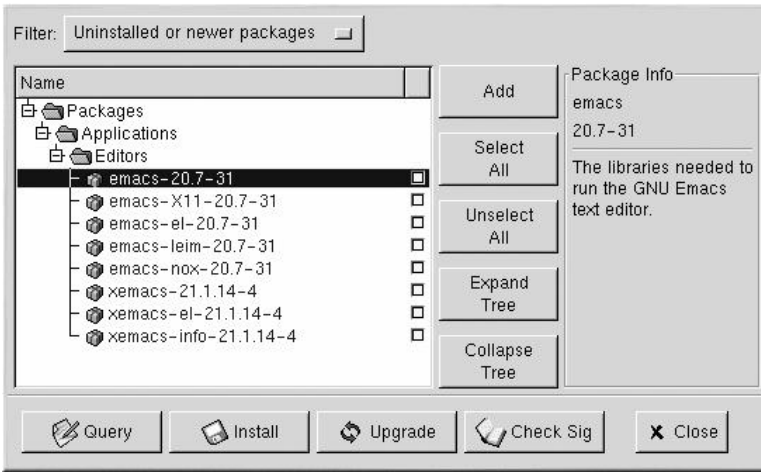 Filter: Uninstalled or newer packages
Name
Packages
Applications
Editors
emacs-20.7-31
emacs-X11-20.7-31
emacs-el-20.7-31
emacs-leim-20.7-31
emacs-nox-20.7-31
xemacs-21.1.14-4
xemacs-el-21.1.14-4
xemacs-info-21.1.14-4
Add
Select
All
Unselect
All
Expand
Tree
Collapse
Tree
Package Info
emacs
20.7-31
The libraries needed to
run the GNU Emacs
text editor.
Query
Install
Upgrade
Check Sig
Close